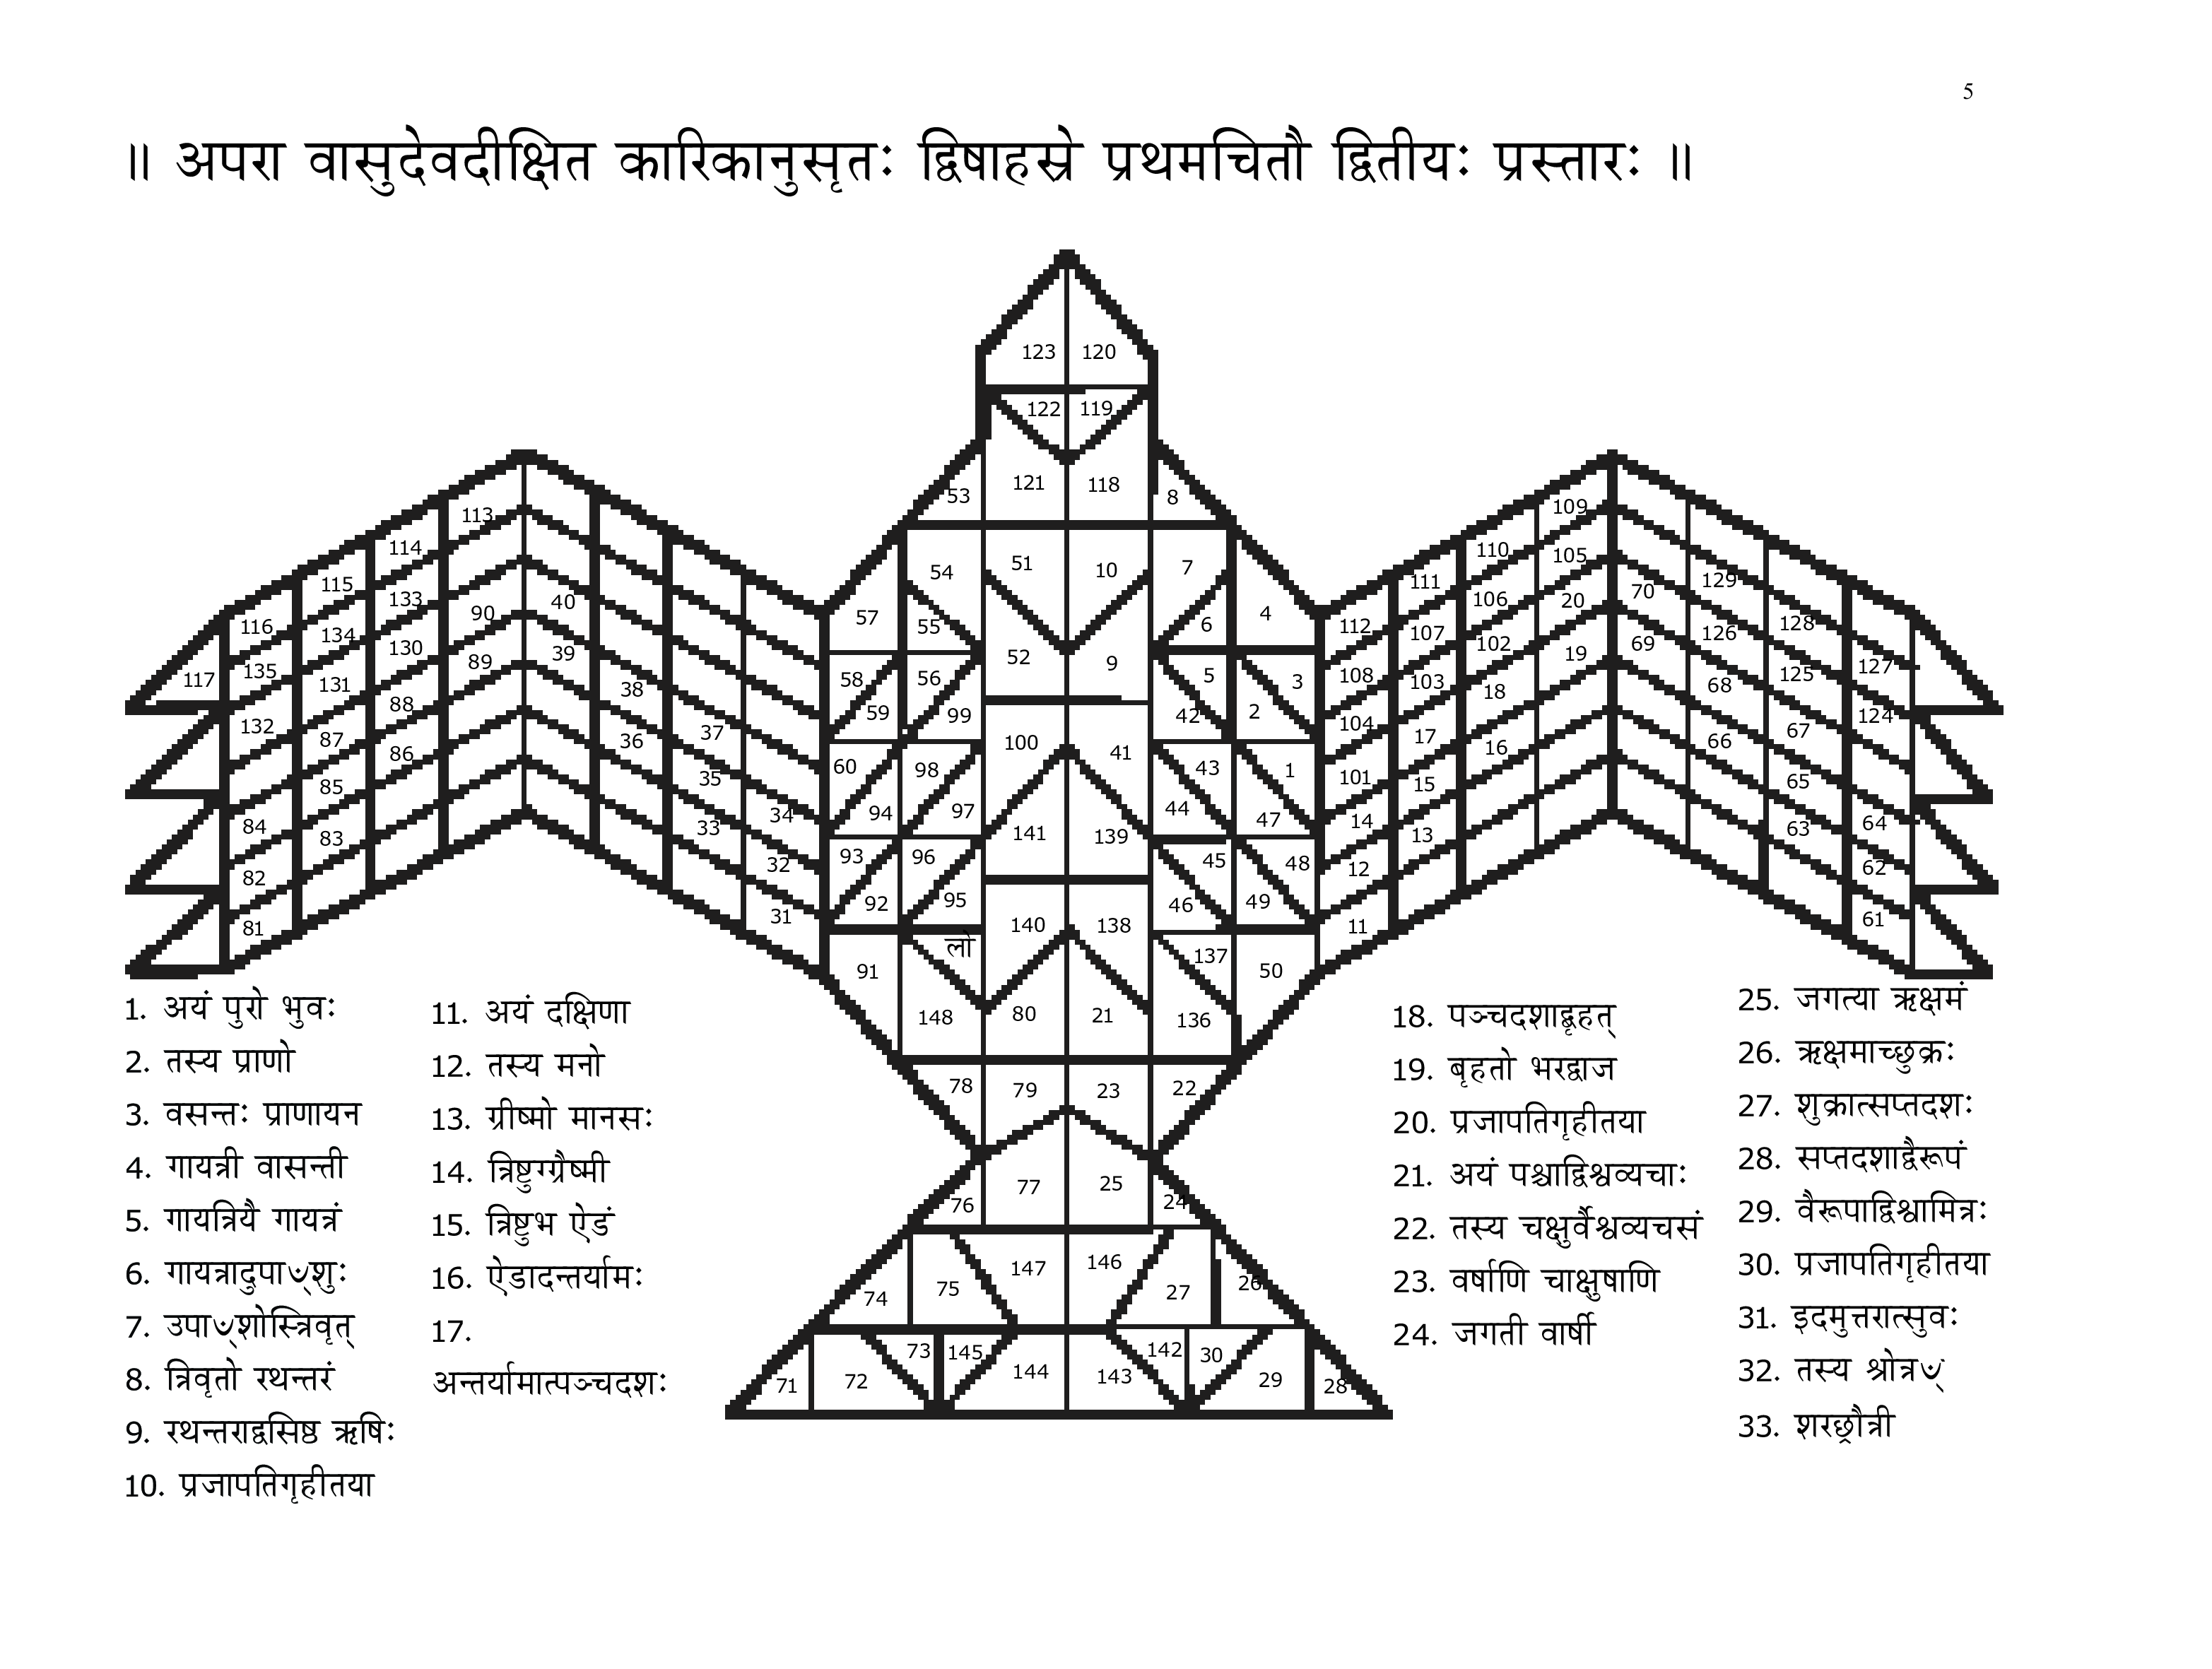 5
॥ अपरा वासुदेवदीक्षित कारिकानुसृतः द्विषाहस्रे प्रथमचितौ द्वितीयः प्रस्तारः ॥
123 120
122 119
53 121 118 8
113 109
114 110 105
115 111 129
54 51 10 7
133 90 40 106 20 70
116 134 57 55 6 4 112 107 128
130 89 39 52 9 102 19 69 126
117 135 131 88 38 58 56 5 3 108 103 18 68 125 127
132 87 86 36 37 59 99 100 41 42 2 104 17 16 66 67 124
85 35 60 98 43 1 101 15 65
84 83 33 34 94 97 141 139 44 47 14 13 63 64
82 32 93 96 45 48 12 62
81 31 92 95 140 138 46 49 11 61
लो
91 137 50
148 80 21 136
78 79 23 22
76 77 25 24
74 75 147 146 27 26
71 72 73 145 144 143 142 30 29 28
1. अयं पुरो भुवः
2. तस्य प्राणो
3. वसन्तः प्राणायन
4. गायत्री वासन्ती
5. गायत्रियै गायत्रं
6. गायत्रादुपाꣳशुः
7. उपाꣳशोस्त्रिवृत्
8. त्रिवृतो रथन्तरं
9. रथन्तराद्वसिष्ठ ऋषिः
10. प्रजापतिगृहीतया
11. अयं दक्षिणा
12. तस्य मनो
13. ग्रीष्मो मानसः
14. त्रिष्टुग्ग्रैष्मी
15. त्रिष्टुभ ऐडं
16. ऐडादन्तर्यामः
17.
अन्तर्यामात्पञ्चदशः
18. पञ्चदशाद्बृहत्
19. बृहतो भरद्वाज
20. प्रजापतिगृहीतया
21. अयं पश्चाद्विश्वव्यचाः
22. तस्य चक्षुर्वैश्वव्यचसं
23. वर्षाणि चाक्षुषाणि
24. जगती वार्षी
25. जगत्या ऋक्षमं
26. ऋक्षमाच्छुक्रः
27. शुक्रात्सप्तदशः
28. सप्तदशाद्वैरूपं
29. वैरूपाद्विश्वामित्रः
30. प्रजापतिगृहीतया
31. इदमुत्तरात्सुवः
32. तस्य श्रोत्रꣳ
33. शरछ्रौत्री